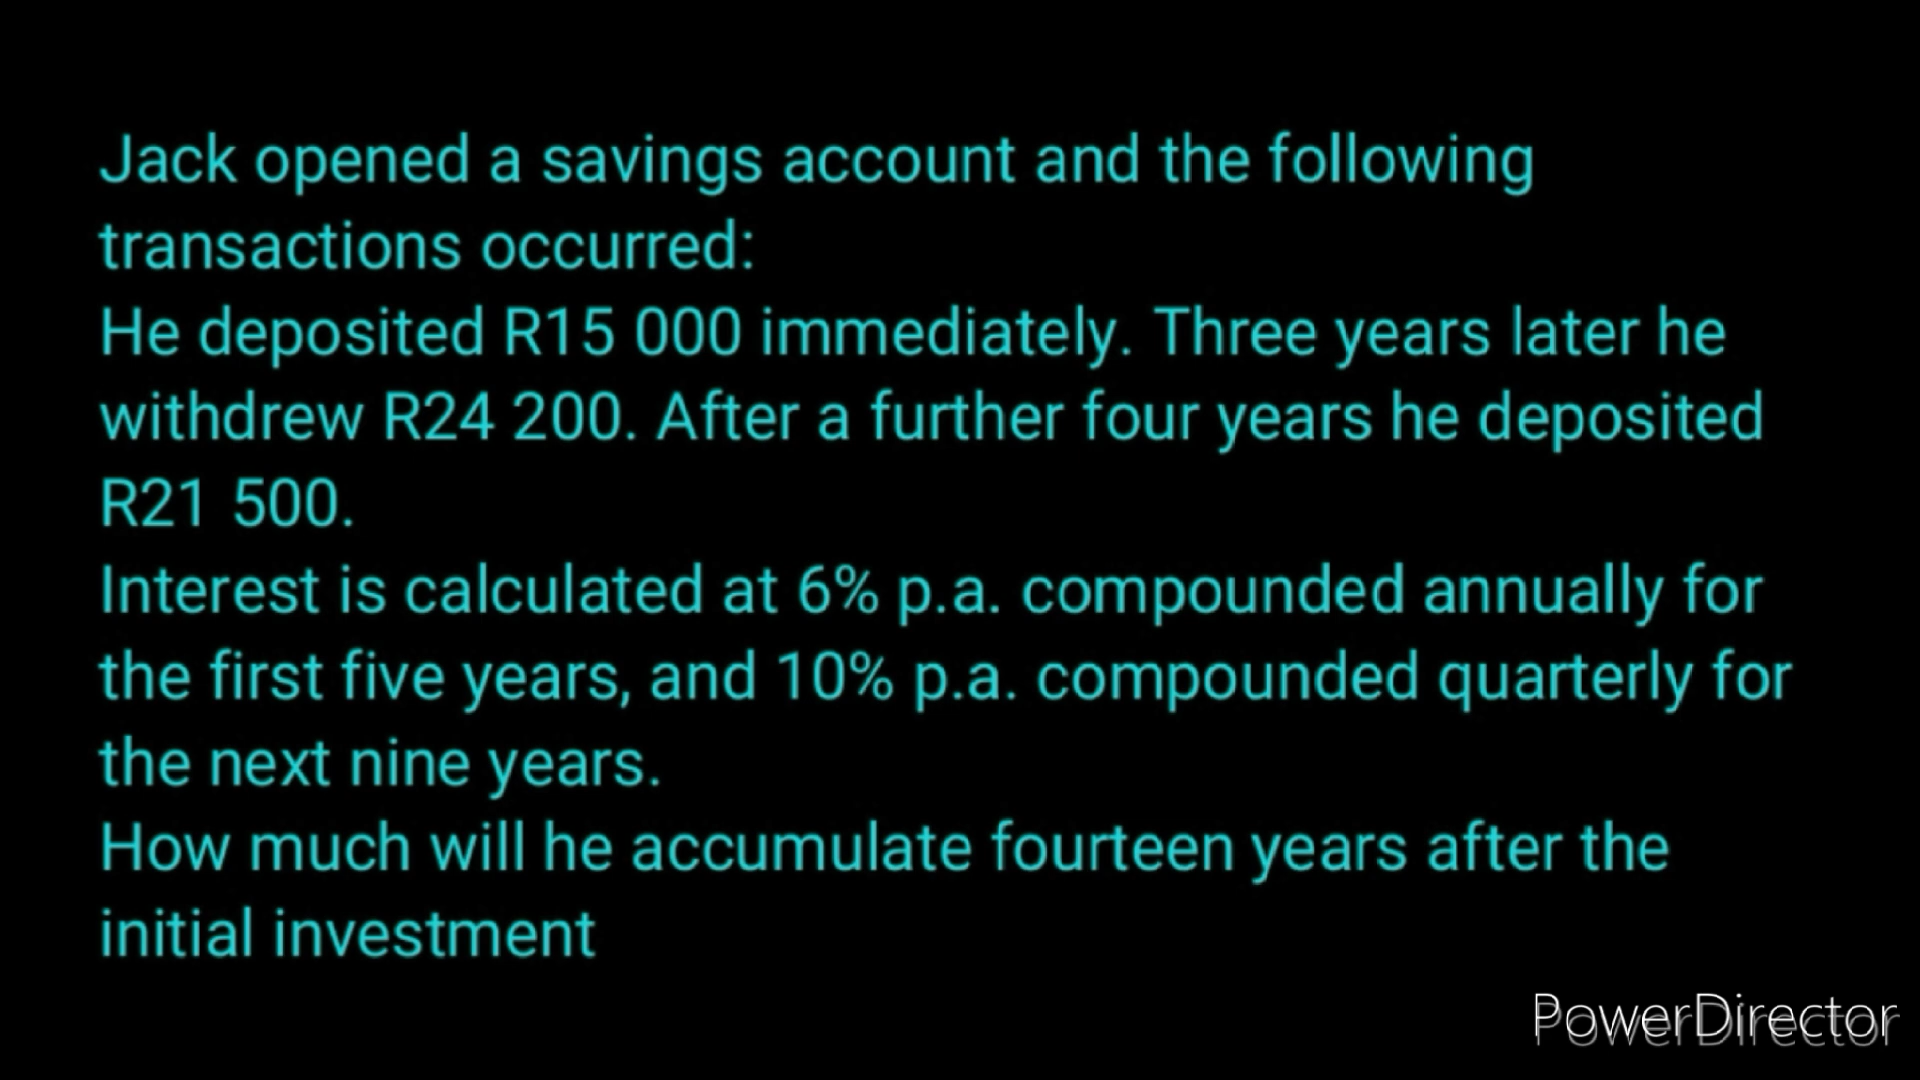 Jack opened a savings account and the following
transactions occurred:
He deposited R15 000 immediately. Three years later he
withdrew R24 200. After a further four years he deposited
R21 500.
Interest is calculated at 6% p.a. compounded annually for
the first five years, and 10% p.a. compounded quarterly for
the next nine years.
How much will he accumulate fourteen years after the
initial investment
PowerDirector